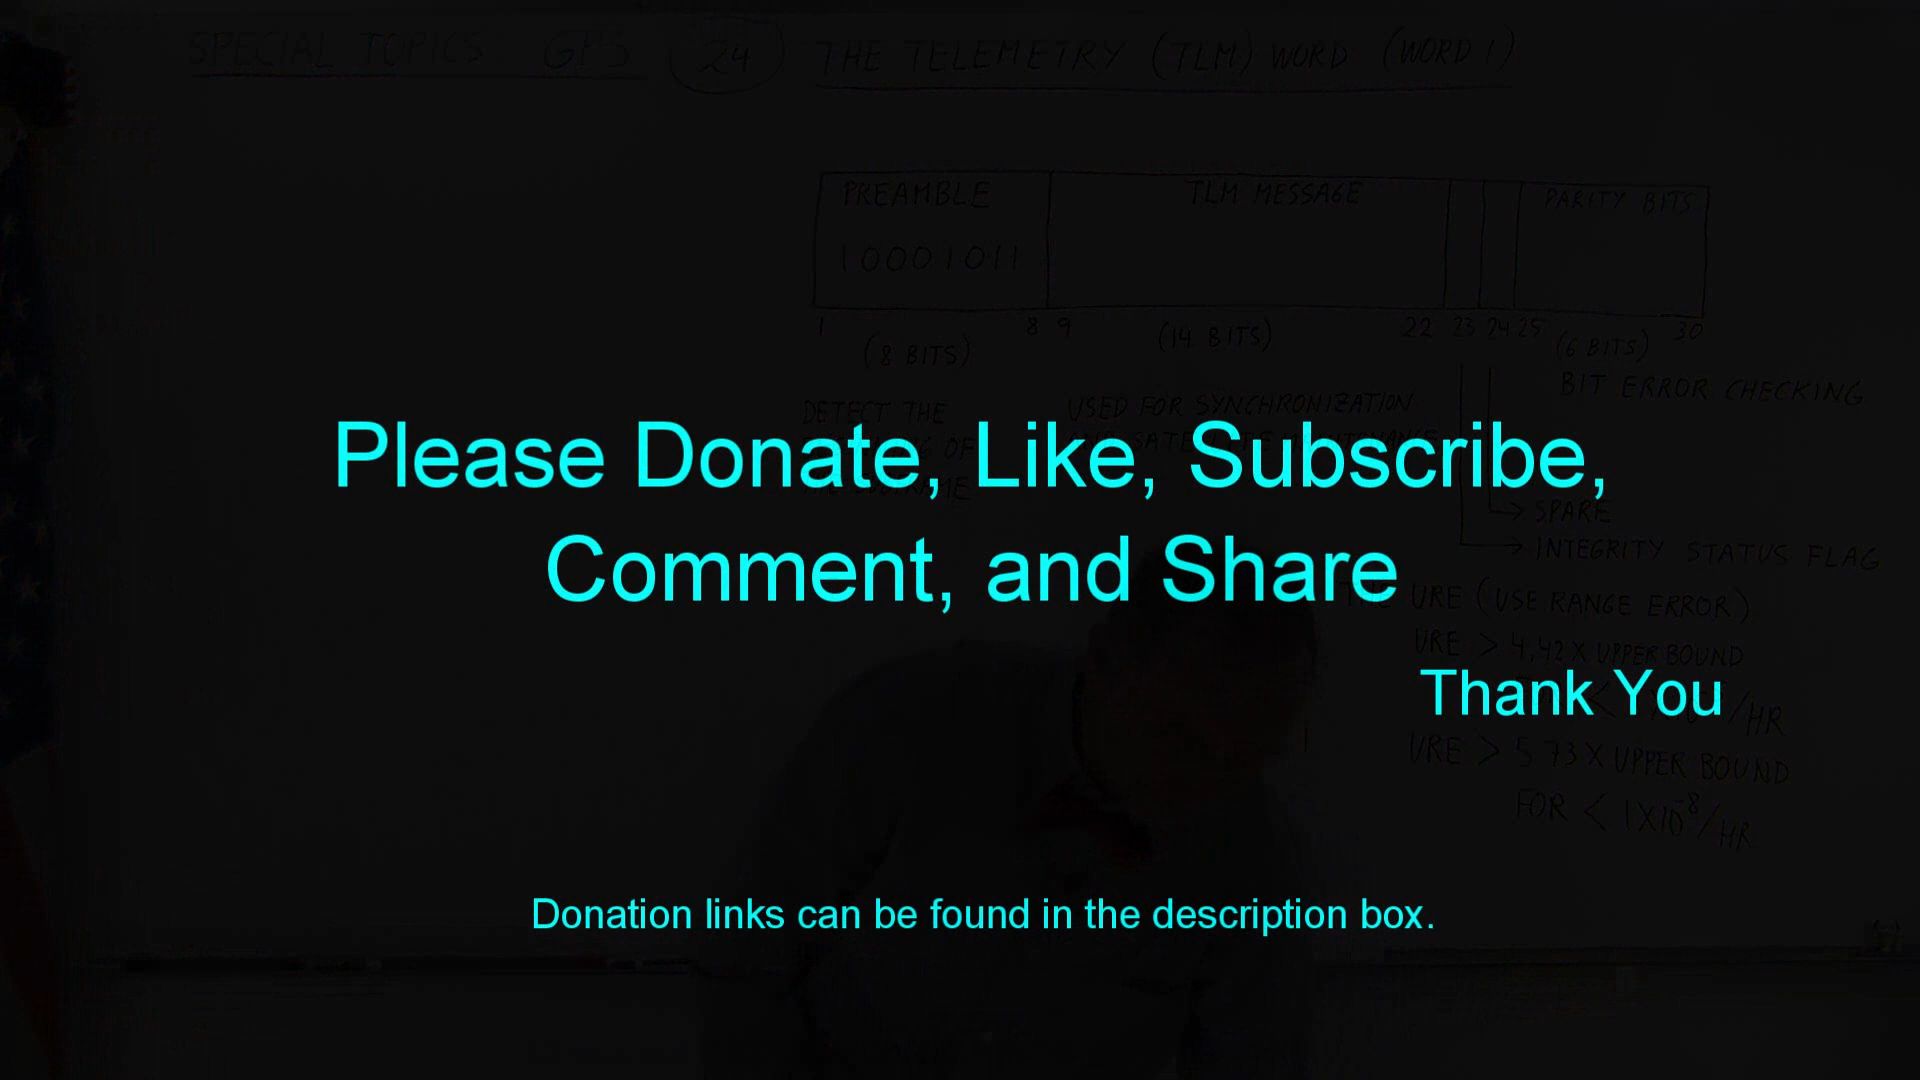 SPECIAL TOPICS GPS 24 THE TELEMETRY (TLM) WORD (WORD 1)
PREAMBLE TLM MESSAGE PARITY BITS
10001011
1 8 9 22 23 24 25 30
(8 BITS) (14 BITS) (6 BITS)
BIT ERROR CHECKING
DETECT THE USED FOR SYNCHRONIZATION
OF
Please Donate, Like, Subscribe,
SPARE
INTEGRITY STATUS FLAG
Comment, and Share
URE (USE RANGE ERROR)
URE > 4.42 X UPPER BOUND
Thank You
/HR
URE > 5.73 X UPPER BOUND
FOR < 1X10⁻⁸/HR
Donation links can be found in the description box.